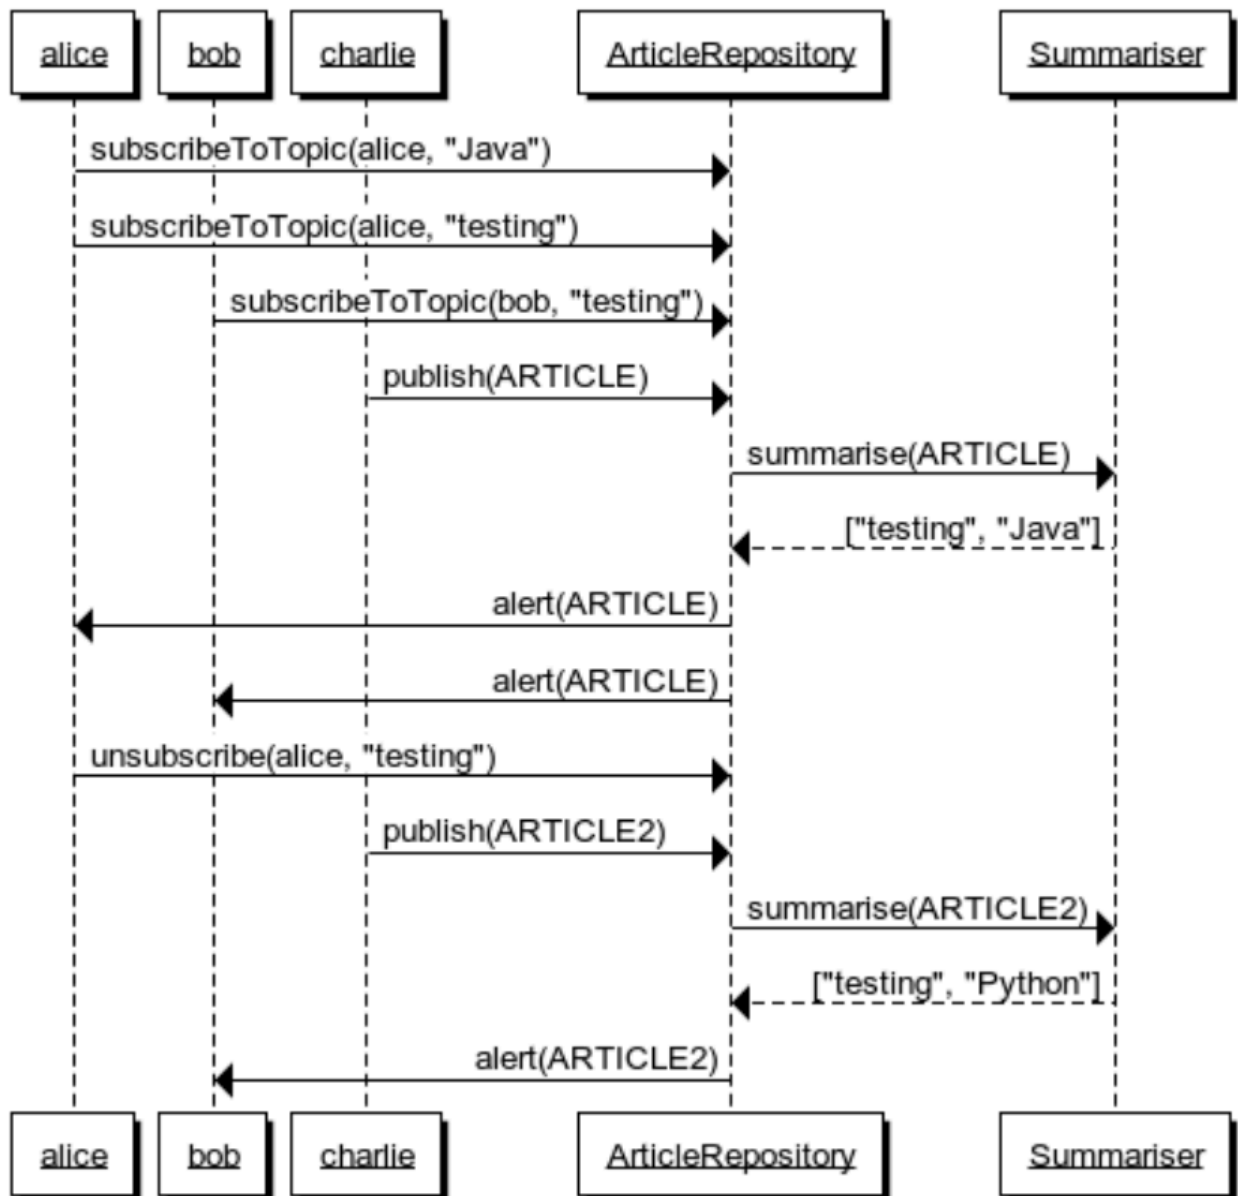 alice bob charlie ArticleRepository Summariser
subscribeToTopic(alice, "Java")
subscribeToTopic(alice, "testing")
subscribeToTopic(bob, "testing")
publish(ARTICLE)
summarise(ARTICLE)
["testing", "Java"]
alert(ARTICLE)
alert(ARTICLE)
unsubscribe(alice, "testing")
publish(ARTICLE2)
summarise(ARTICLE2)
["testing", "Python"]
alert(ARTICLE2)
alice bob charlie ArticleRepository Summariser